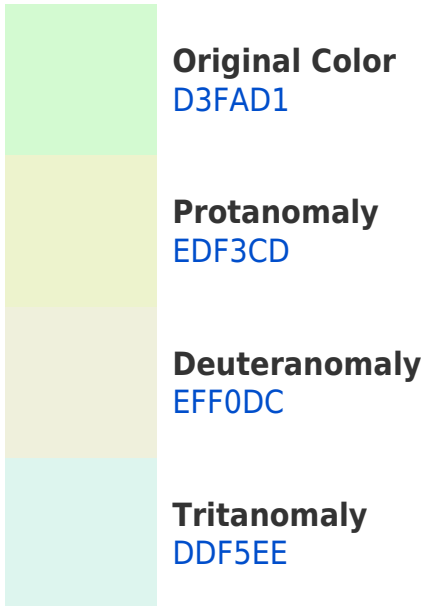 Original Color
D3FAD1
Protanomaly
EDF3CD
Deuteranomaly
EFF0DC
Tritanomaly
DDF5EE